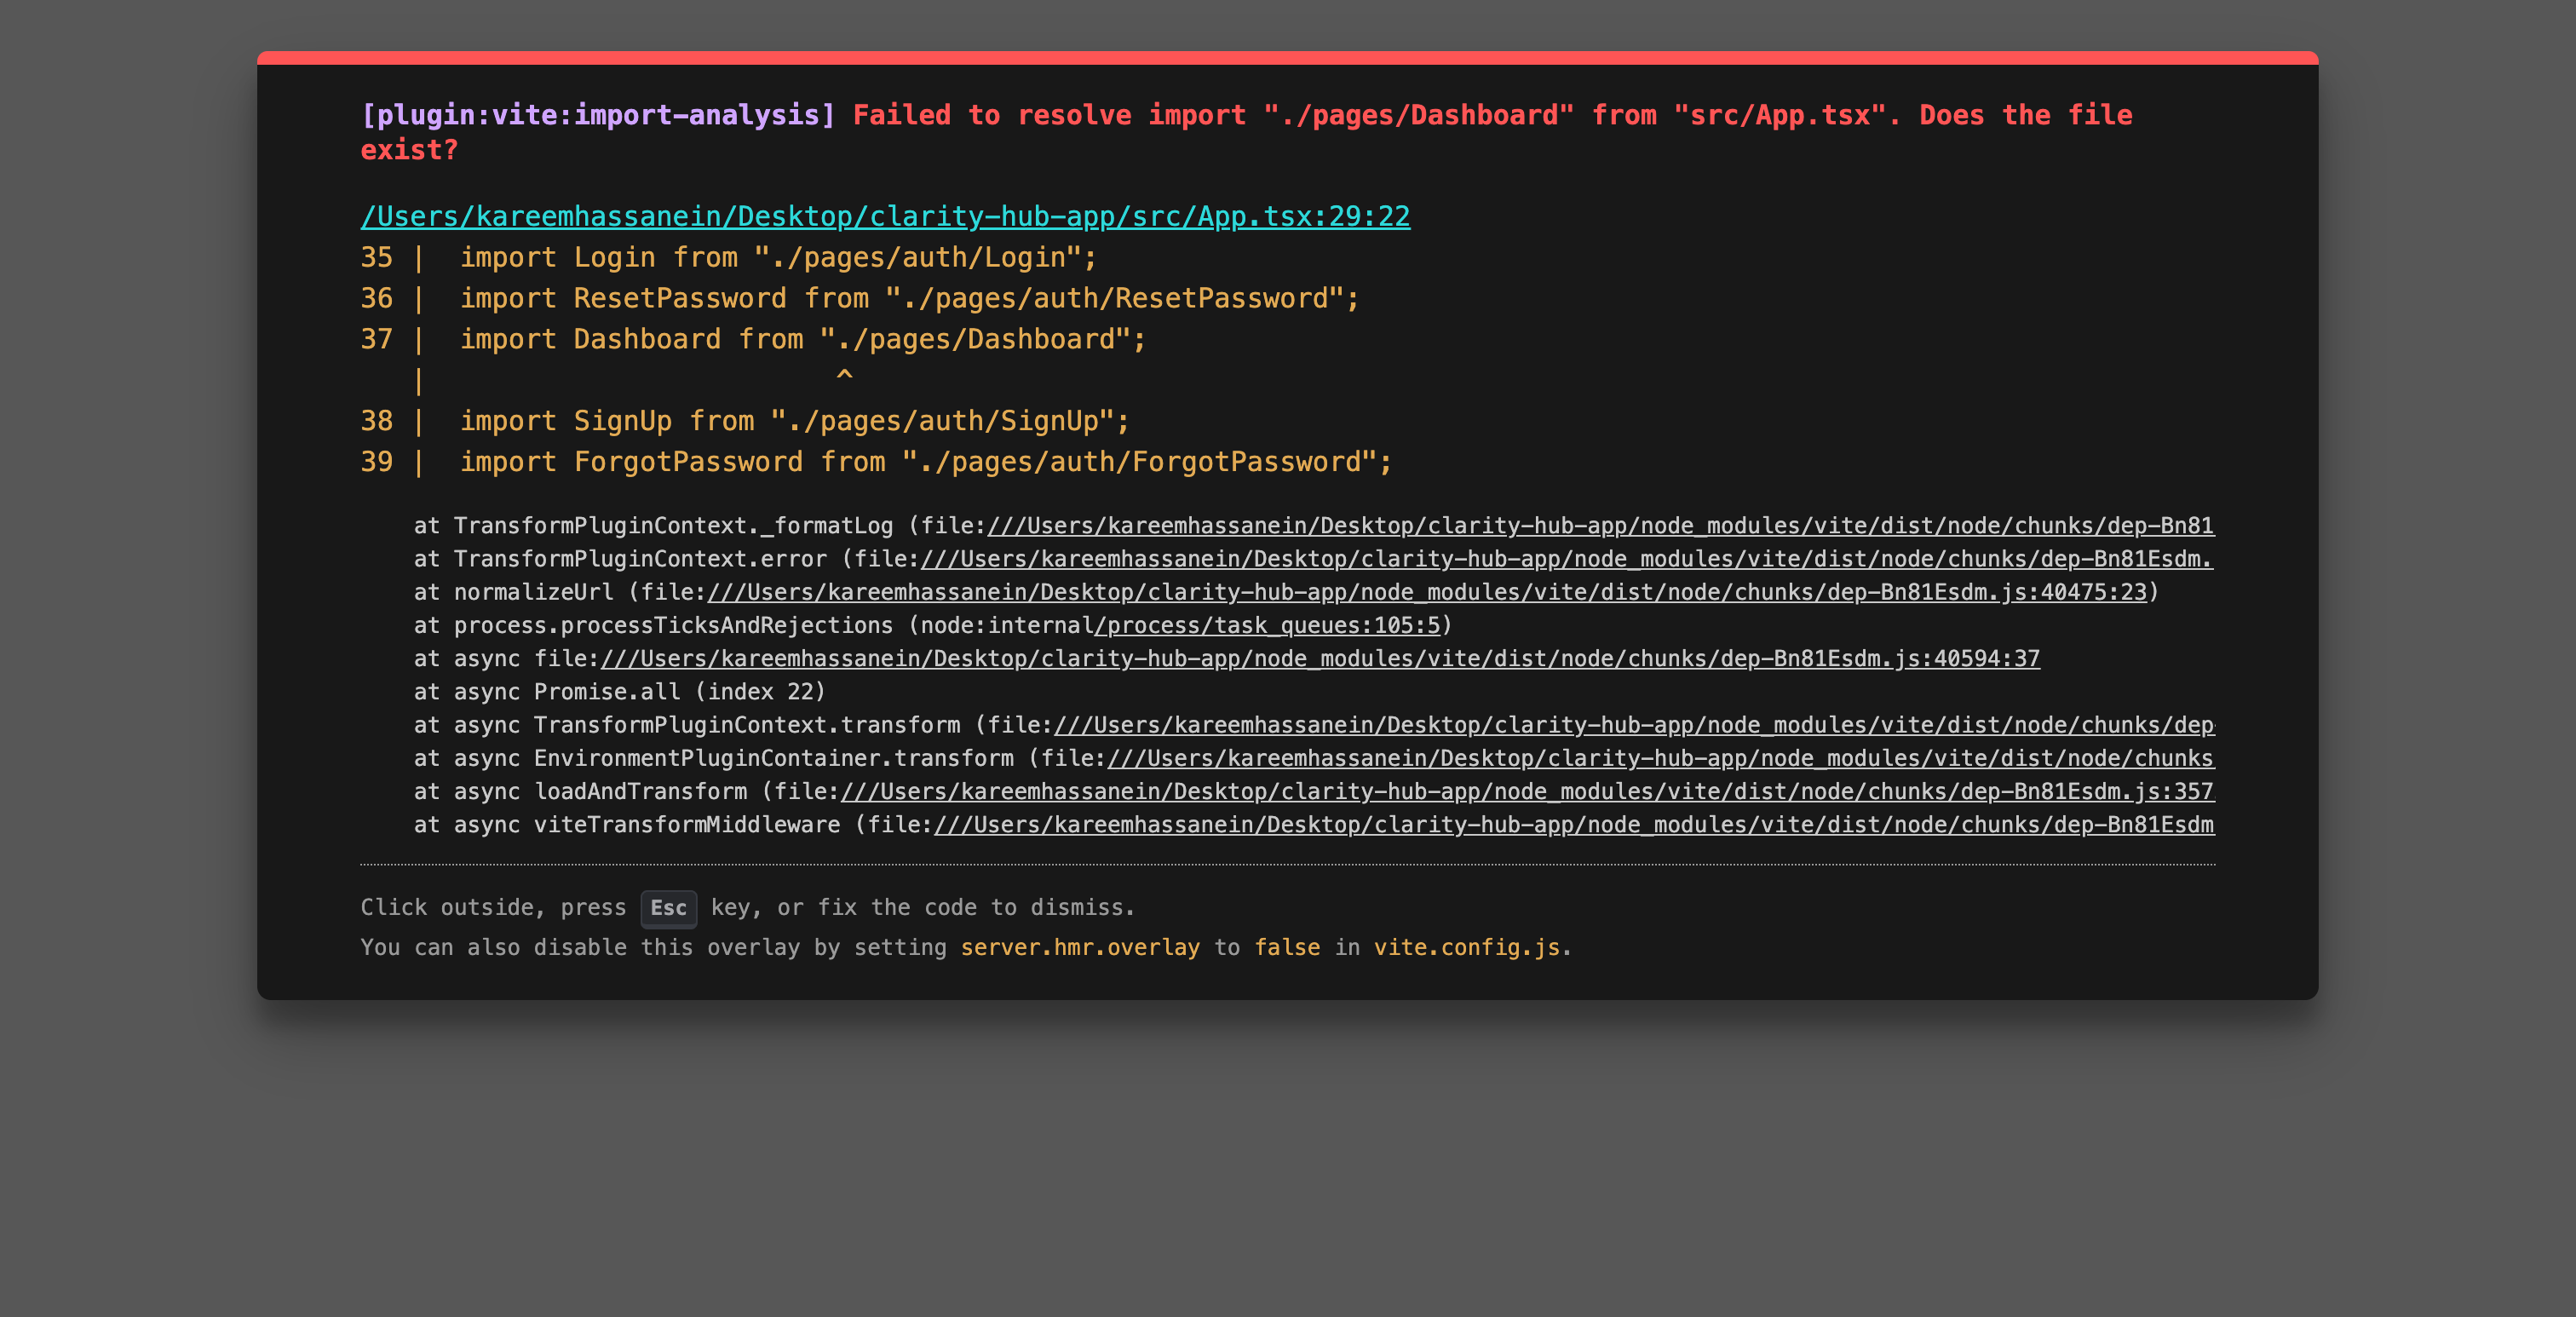 [plugin:vite:import-analysis] Failed to resolve import "./pages/Dashboard" from "src/App.tsx". Does the file
exist?
/Users/kareemhassanein/Desktop/clarity-hub-app/src/App.tsx:29:22
35 |  import Login from "./pages/auth/Login";
36 |  import ResetPassword from "./pages/auth/ResetPassword";
37 |  import Dashboard from "./pages/Dashboard";
   |                         ^
38 |  import SignUp from "./pages/auth/SignUp";
39 |  import ForgotPassword from "./pages/auth/ForgotPassword";
at TransformPluginContext._formatLog (file:///Users/kareemhassanein/Desktop/clarity-hub-app/node_modules/vite/dist/node/chunks/dep-Bn81
at TransformPluginContext.error (file:///Users/kareemhassanein/Desktop/clarity-hub-app/node_modules/vite/dist/node/chunks/dep-Bn81Esdm.
at normalizeUrl (file:///Users/kareemhassanein/Desktop/clarity-hub-app/node_modules/vite/dist/node/chunks/dep-Bn81Esdm.js:40475:23)
at process.processTicksAndRejections (node:internal/process/task_queues:105:5)
at async file:///Users/kareemhassanein/Desktop/clarity-hub-app/node_modules/vite/dist/node/chunks/dep-Bn81Esdm.js:40594:37
at async Promise.all (index 22)
at async TransformPluginContext.transform (file:///Users/kareemhassanein/Desktop/clarity-hub-app/node_modules/vite/dist/node/chunks/dep-
at async EnvironmentPluginContainer.transform (file:///Users/kareemhassanein/Desktop/clarity-hub-app/node_modules/vite/dist/node/chunks
at async loadAndTransform (file:///Users/kareemhassanein/Desktop/clarity-hub-app/node_modules/vite/dist/node/chunks/dep-Bn81Esdm.js:357
at async viteTransformMiddleware (file:///Users/kareemhassanein/Desktop/clarity-hub-app/node_modules/vite/dist/node/chunks/dep-Bn81Esdm
Click outside, press Esc key, or fix the code to dismiss.
You can also disable this overlay by setting server.hmr.overlay to false in vite.config.js.